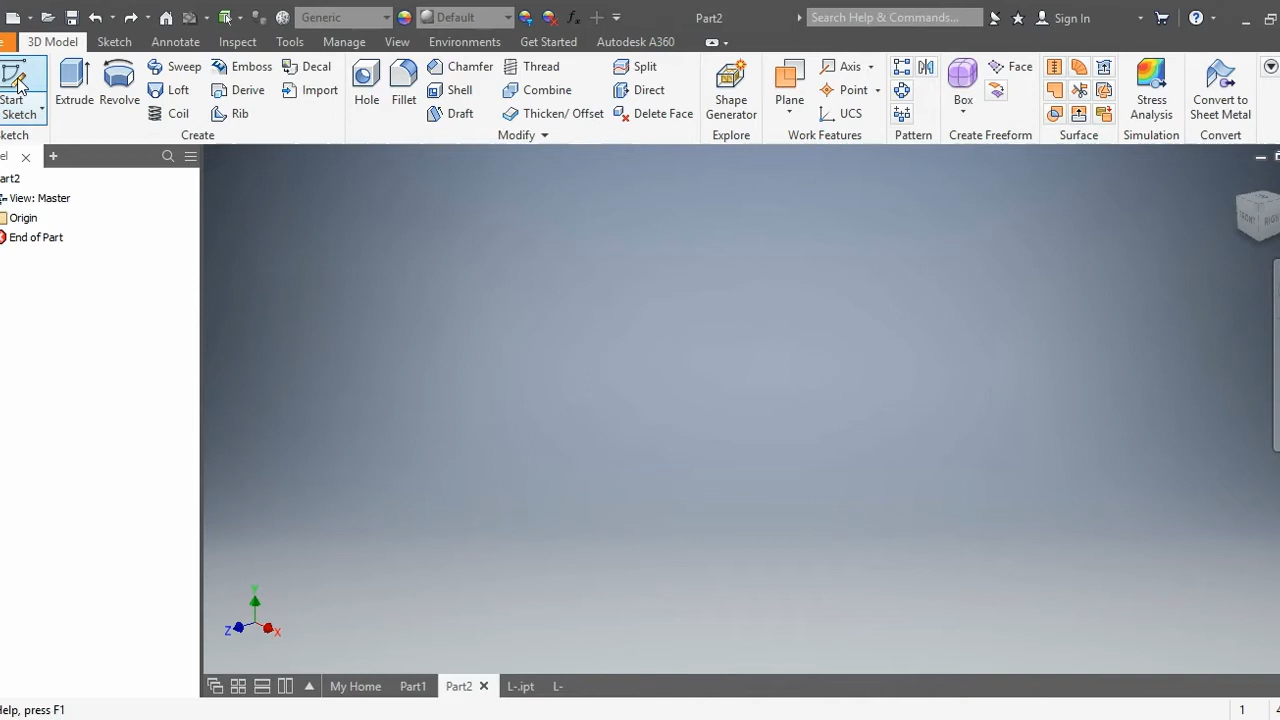 Generic
Default
Part2
Search Help & Commands...
Sign In
3D Model
Sketch
Annotate
Inspect
Tools
Manage
View
Environments
Get Started
Autodesk A360
Start
Sketch
Extrude
Revolve
Sweep
Loft
Coil
Emboss
Derive
Rib
Decal
Import
Hole
Fillet
Chamfer
Shell
Draft
Thread
Combine
Thicken/ Offset
Split
Direct
Delete Face
Shape
Generator
Plane
Axis
Point
UCS
Box
Face
Stress
Analysis
Convert to
Sheet Metal
ketch
Create
Modify
Explore
Work Features
Pattern
Create Freeform
Surface
Simulation
Convert
el
art2
View: Master
Origin
End of Part
FRONT
RIGHT
Y
Z
X
My Home
Part1
Part2
L-.ipt
L-
Help, press F1
1